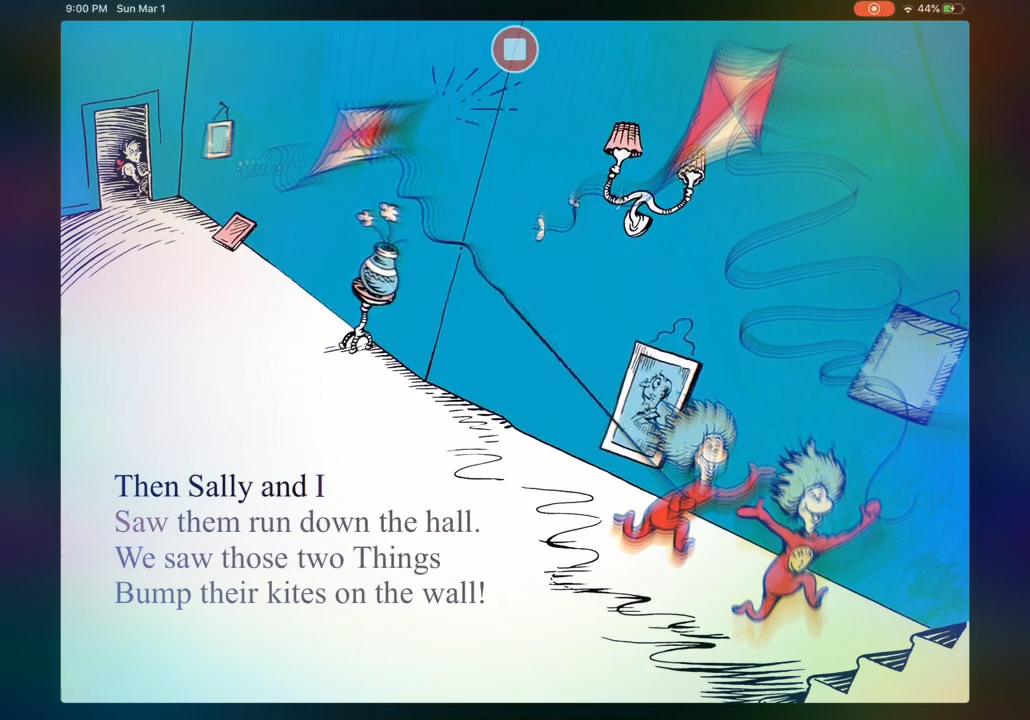 9:00 PM Sun Mar 1
44%
Then Sally and I
Saw them run down the hall.
We saw those two Things
Bump their kites on the wall!